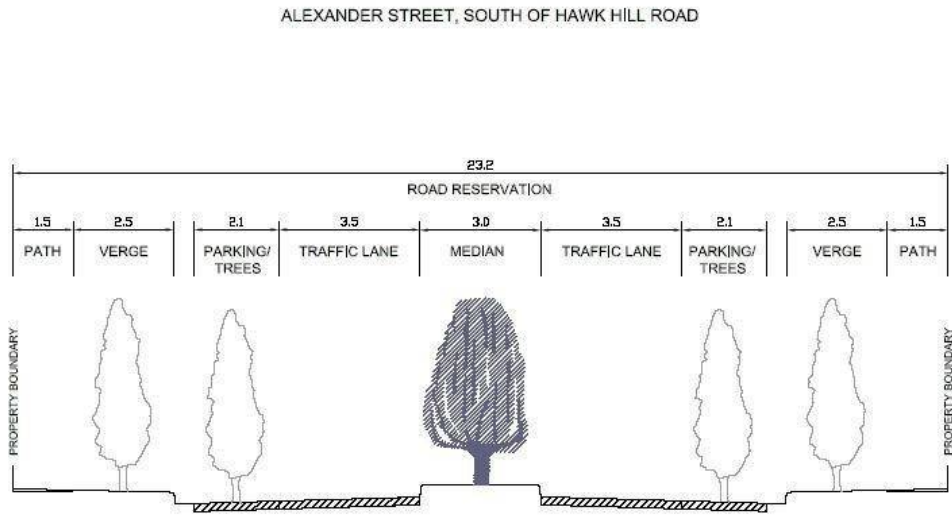 ALEXANDER STREET, SOUTH OF HAWK HILL ROAD
23.2
ROAD RESERVATION
1.5 2.5 2.1 3.5 3.0 3.5 2.1 2.5 1.5
PATH VERGE PARKING/ TRAFFIC LANE MEDIAN TRAFFIC LANE PARKING/ VERGE PATH
TREES TREES
PROPERTY BOUNDARY
PROPERTY BOUNDARY